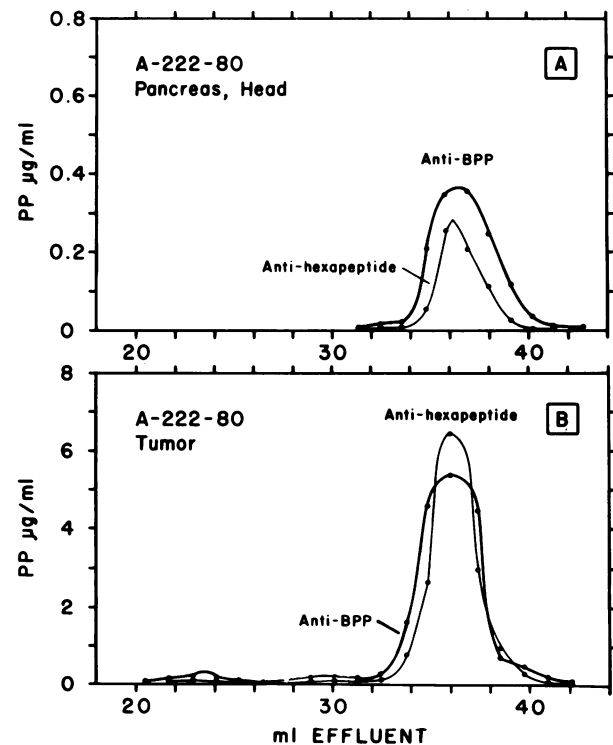 A-222-80
Pancreas, Head
A
PP µg/ml
0.8
0.6
0.4
0.2
0
Anti-BPP
Anti-hexapeptide
20
30
40
A-222-80
Tumor
B
PP µg/ml
8
6
4
2
0
Anti-hexapeptide
Anti-BPP
20
30
40
ml EFFLUENT